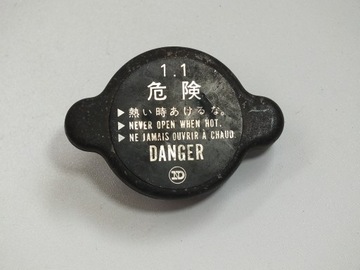 1.1
危険
▶熱い時あけるな。
▶NEVER OPEN WHEN HOT.
▶NE JAMAIS OUVRIR À CHAUD
DANGER
ND